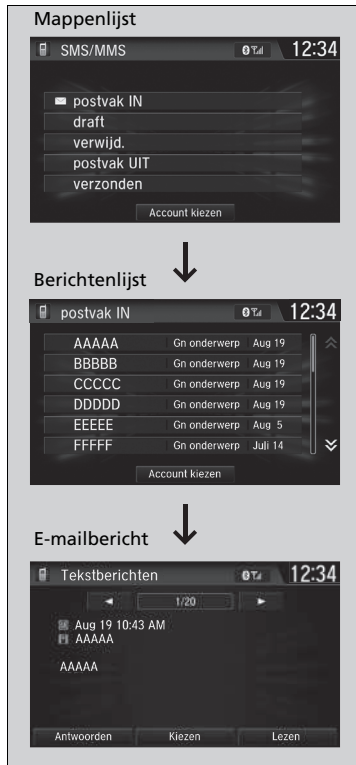 Mappenlijst
SMS/MMS 12:34
postvak IN
draft
verwijd.
postvak UIT
verzonden
Account kiezen
Berichtenlijst
postvak IN 12:34
AAAAA Gn onderwerp Aug 19
BBBBB Gn onderwerp Aug 19
CCCCC Gn onderwerp Aug 19
DDDDD Gn onderwerp Aug 19
EEEEE Gn onderwerp Aug 5
FFFFF Gn onderwerp Juli 14
Account kiezen
E-mailbericht
Tekstberichten 12:34
1/20
Aug 19 10:43 AM
AAAAA
AAAAA
Antwoorden Kiezen Lezen